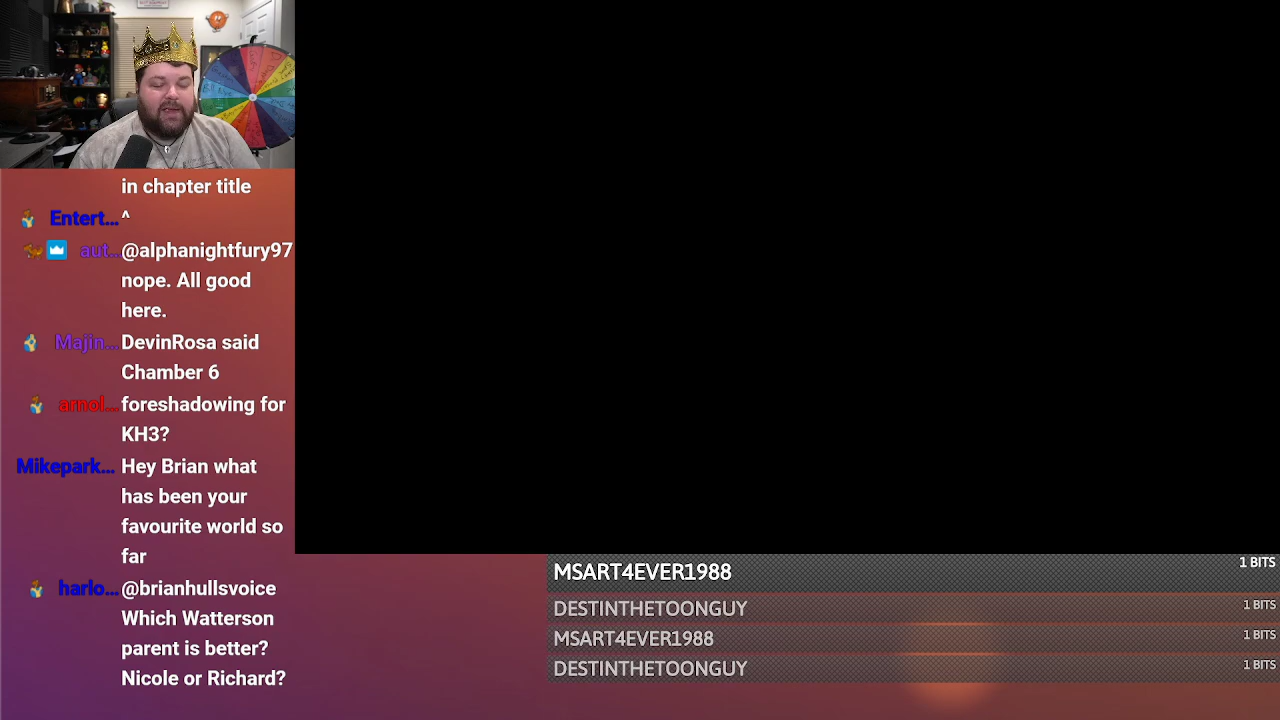 in chapter title
Entert... ^
aut... @alphanightfury97
nope. All good
here.
Majin... DevinRosa said
Chamber 6
arnol... foreshadowing for
KH3?
Mikepark... Hey Brian what
has been your
favourite world so
far
harlo... @brianhullsvoice
Which Watterson
parent is better?
Nicole or Richard?
MSART4EVER1988 1 BITS
DESTINTHETOONGUY 1 BITS
MSART4EVER1988 1 BITS
DESTINTHETOONGUY 1 BITS